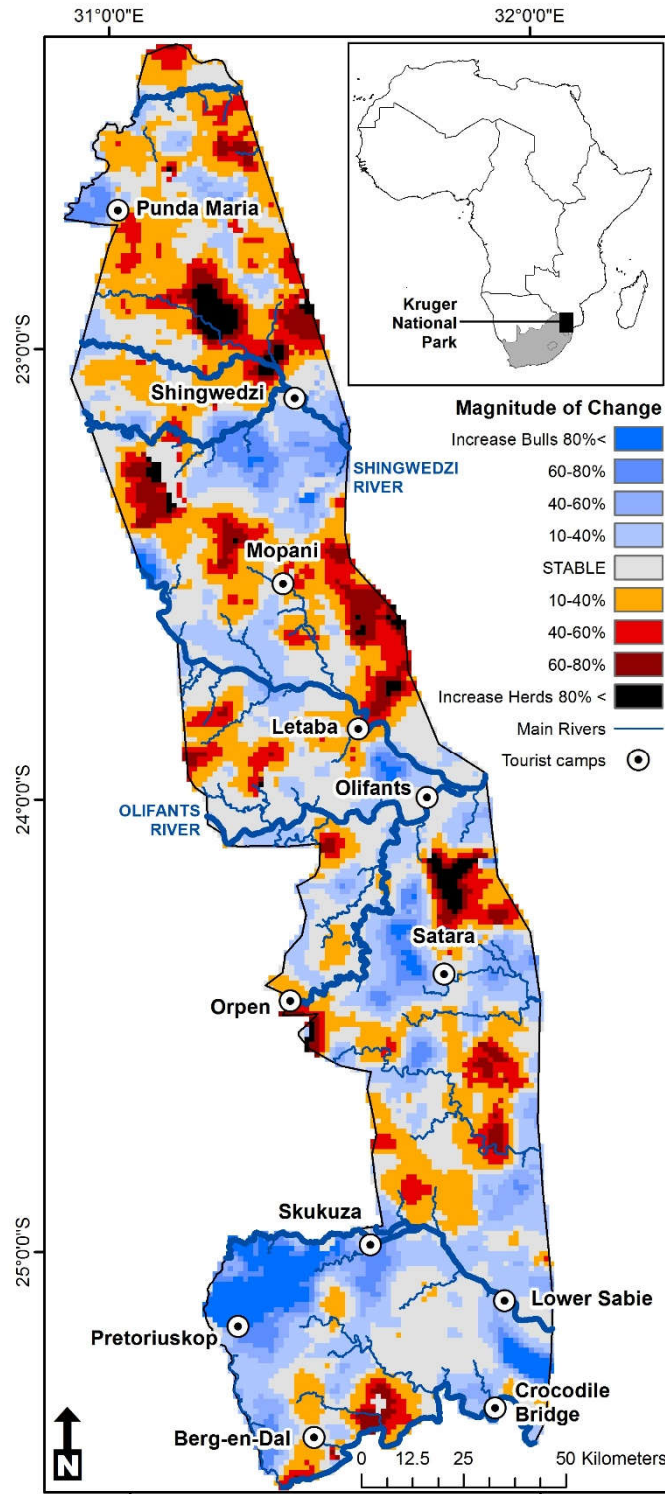 31°0'0"E
32°0'0"E
Punda Maria
Kruger
National
Park
23°0'0"S
Shingwedzi
SHINGWEDZI
RIVER
Magnitude of Change
Increase Bulls 80%<
60-80%
40-60%
10-40%
STABLE
10-40%
40-60%
60-80%
Increase Herds 80% <
Main Rivers
Tourist camps
Mopani
Letaba
Olifants
24°0'0"S
OLIFANTS
RIVER
Satara
Orpen
Skukuza
25°0'0"S
Lower Sabie
Pretoriuskop
Crocodile
Bridge
Berg-en-Dal
N
0 12.5 25 50 Kilometers